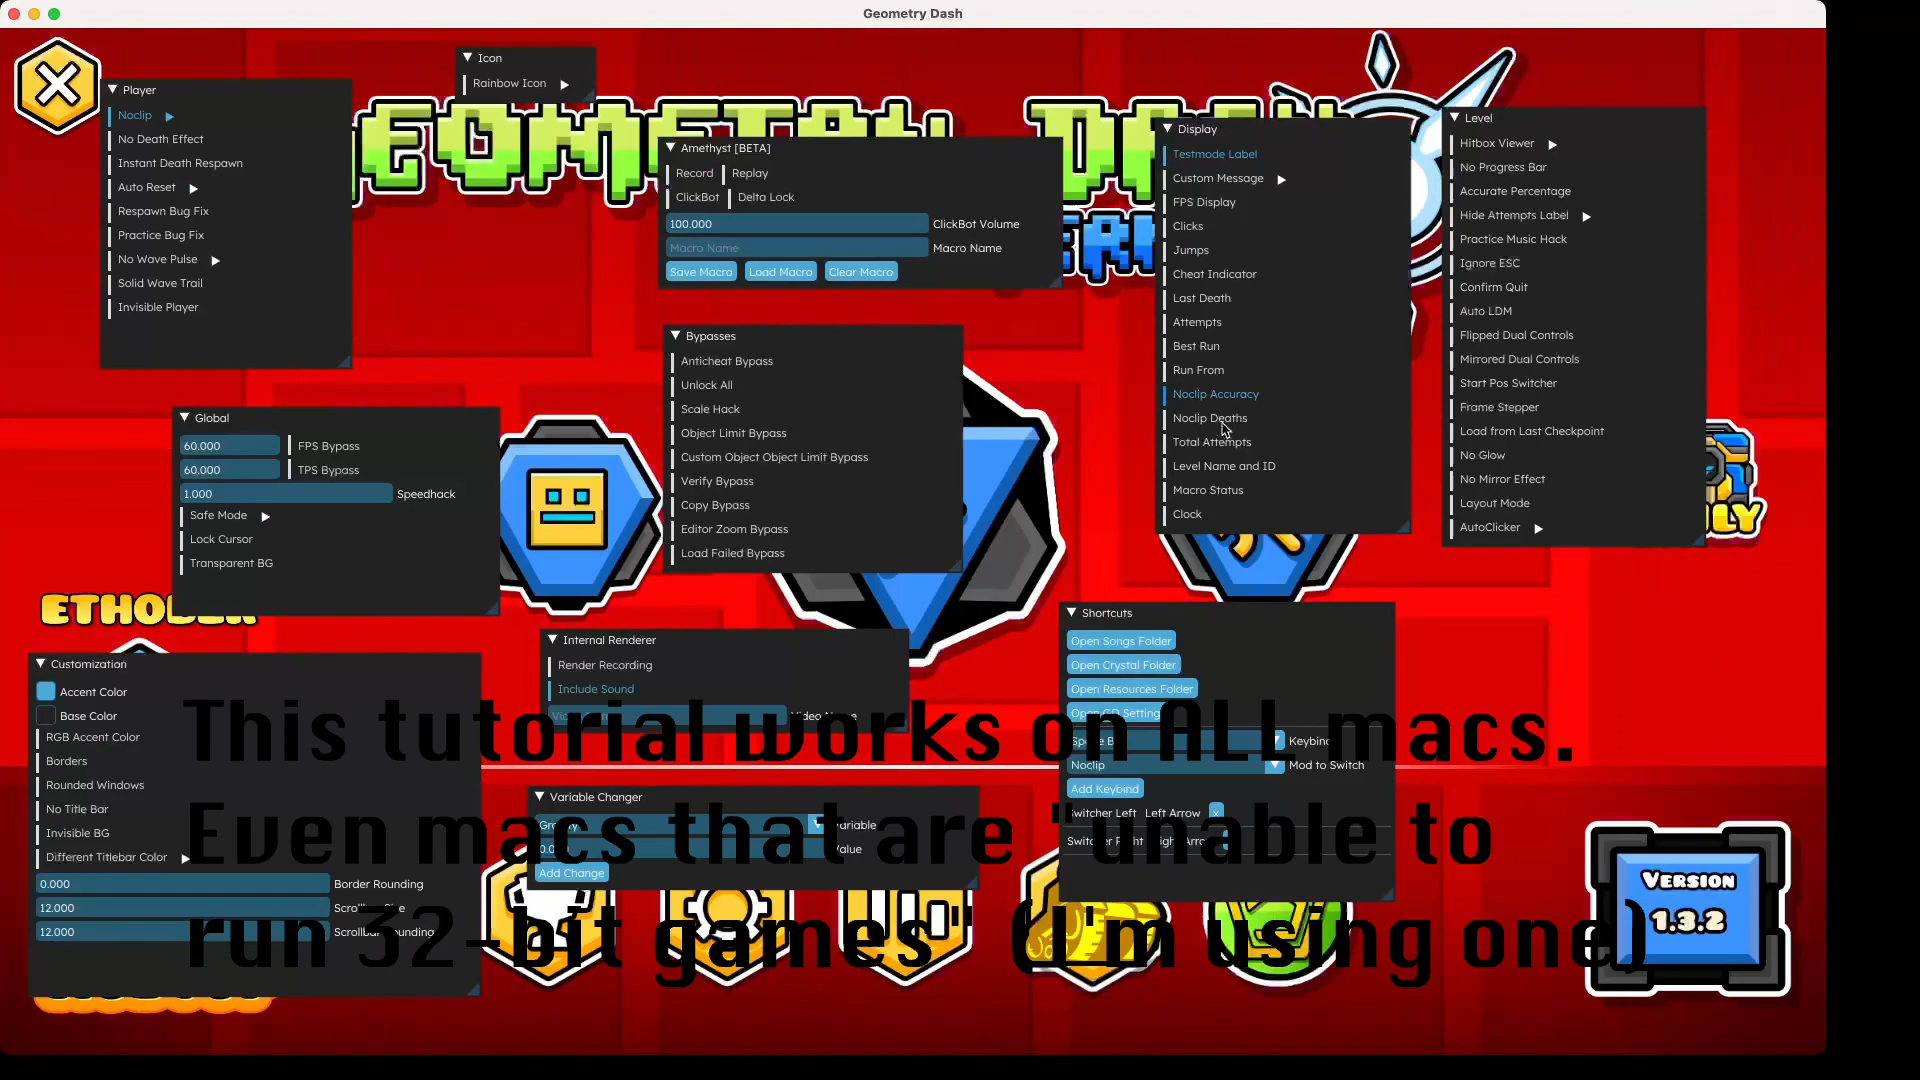 Geometry Dash
Icon
Rainbow Icon
Player
Noclip
No Death Effect
Instant Death Respawn
Auto Reset
Respawn Bug Fix
Practice Bug Fix
No Wave Pulse
Solid Wave Trail
Invisible Player
Amethyst [BETA]
Record Replay
ClickBot Delta Lock
100.000 ClickBot Volume
Macro Name Macro Name
Save Macro Load Macro Clear Macro
Display
Testmode Label
Custom Message
FPS Display
Clicks
Jumps
Cheat Indicator
Last Death
Attempts
Best Run
Run From
Noclip Accuracy
Noclip Deaths
Total Attempts
Level Name and ID
Macro Status
Clock
Level
Hitbox Viewer
No Progress Bar
Accurate Percentage
Hide Attempts Label
Practice Music Hack
Ignore ESC
Confirm Quit
Auto LDM
Flipped Dual Controls
Mirrored Dual Controls
Start Pos Switcher
Frame Stepper
Load from Last Checkpoint
No Glow
No Mirror Effect
Layout Mode
AutoClicker
Global
60.000 FPS Bypass
60.000 TPS Bypass
1.000 Speedhack
Safe Mode
Lock Cursor
Transparent BG
Bypasses
Anticheat Bypass
Unlock All
Scale Hack
Object Limit Bypass
Custom Object Object Limit Bypass
Verify Bypass
Copy Bypass
Editor Zoom Bypass
Load Failed Bypass
Customization
Accent Color
Base Color
RGB Accent Color
Borders
Rounded Windows
No Title Bar
Invisible BG
Different Titlebar Color
0.000 Border Rounding
12.000
12.000
Internal Renderer
Render Recording
Include Sound
Shortcuts
Open Songs Folder
Open Crystal Folder
Open Resources Folder
Noclip Mod to Switch
Add Keybind
Switcher Left Left Arrow x
Variable Changer
Value
Add Change
This tutorial works on ALL macs.
Even macs that are "unable to
run 32-bit games" (I'm using one)
Version
1.3.2